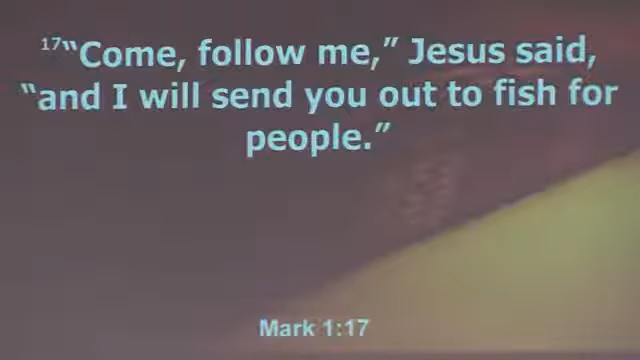 17“Come, follow me,” Jesus said,
“and I will send you out to fish for
people.”
Mark 1:17